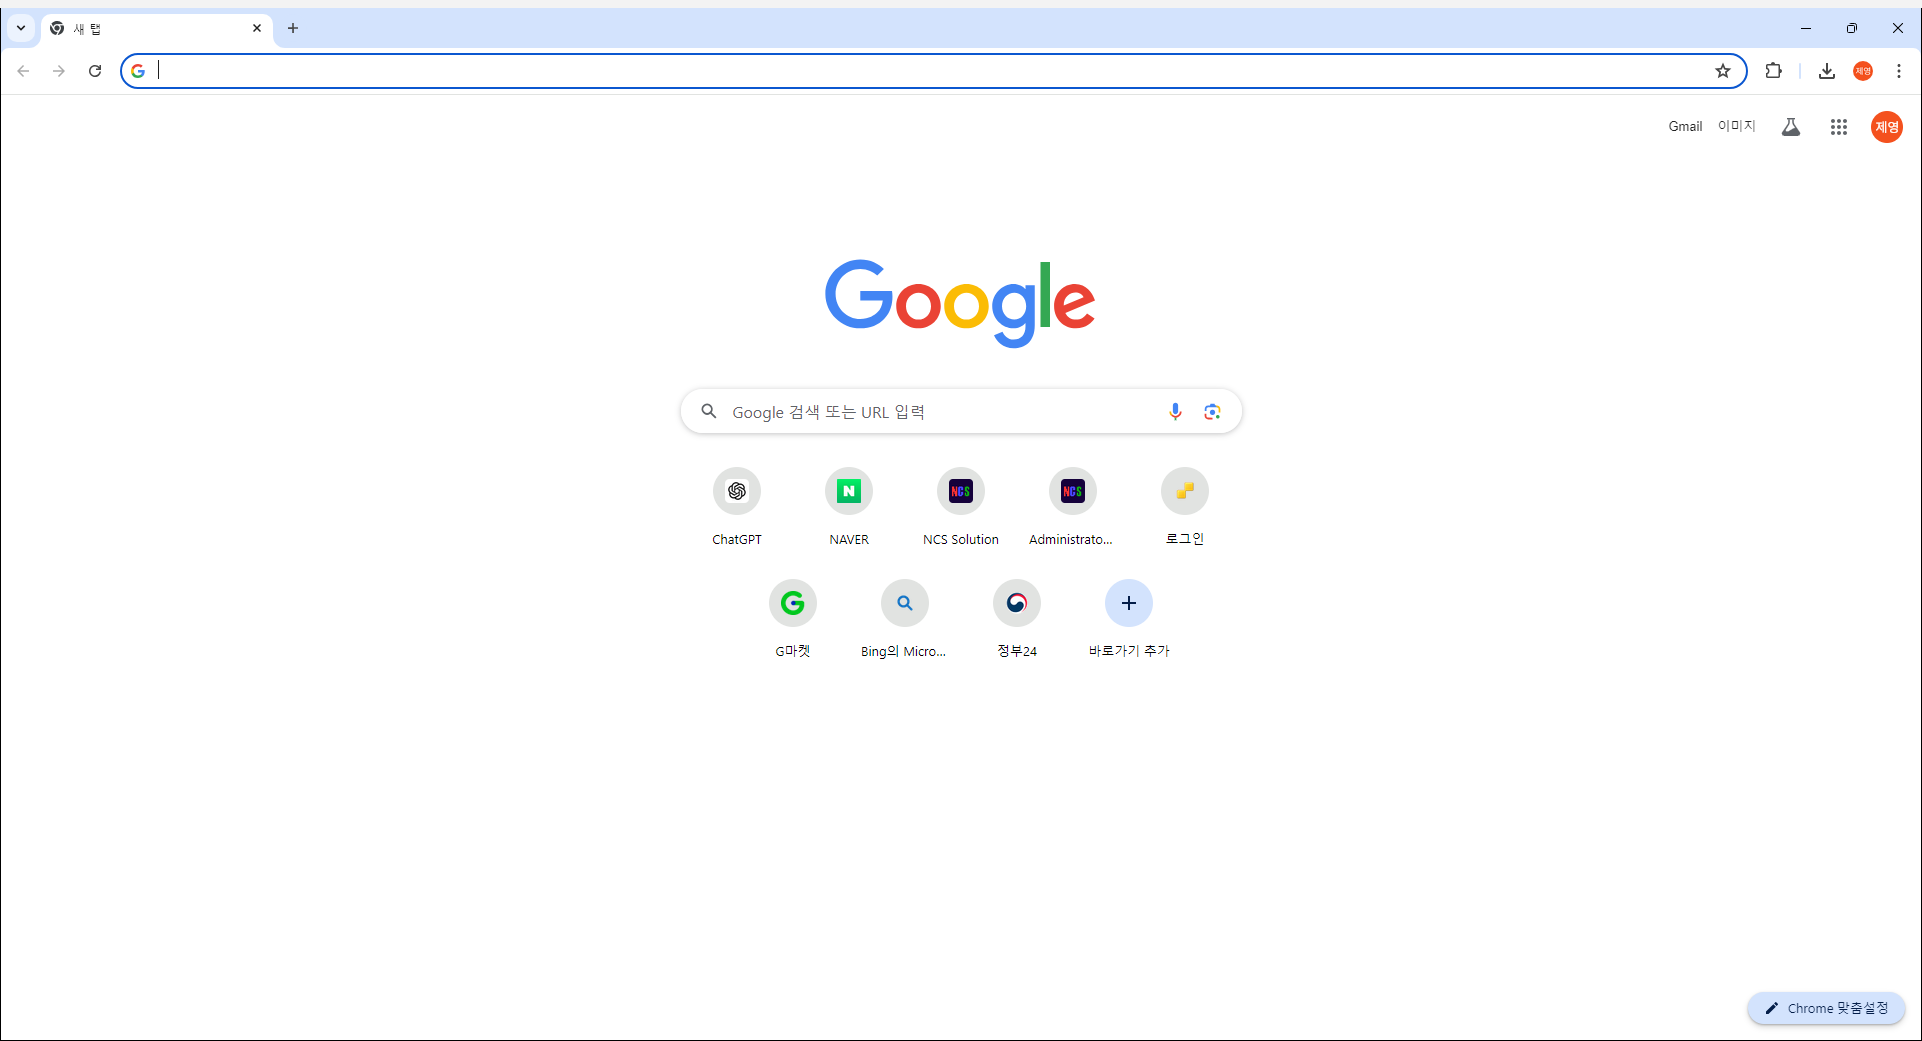 새 탭
제영
Gmail 이미지 제영
Google
Google 검색 또는 URL 입력
ChatGPT
NAVER
NCS Solution
Administrato...
로그인
G마켓
Bing의 Micro...
정부24
바로가기 추가
Chrome 맞춤설정